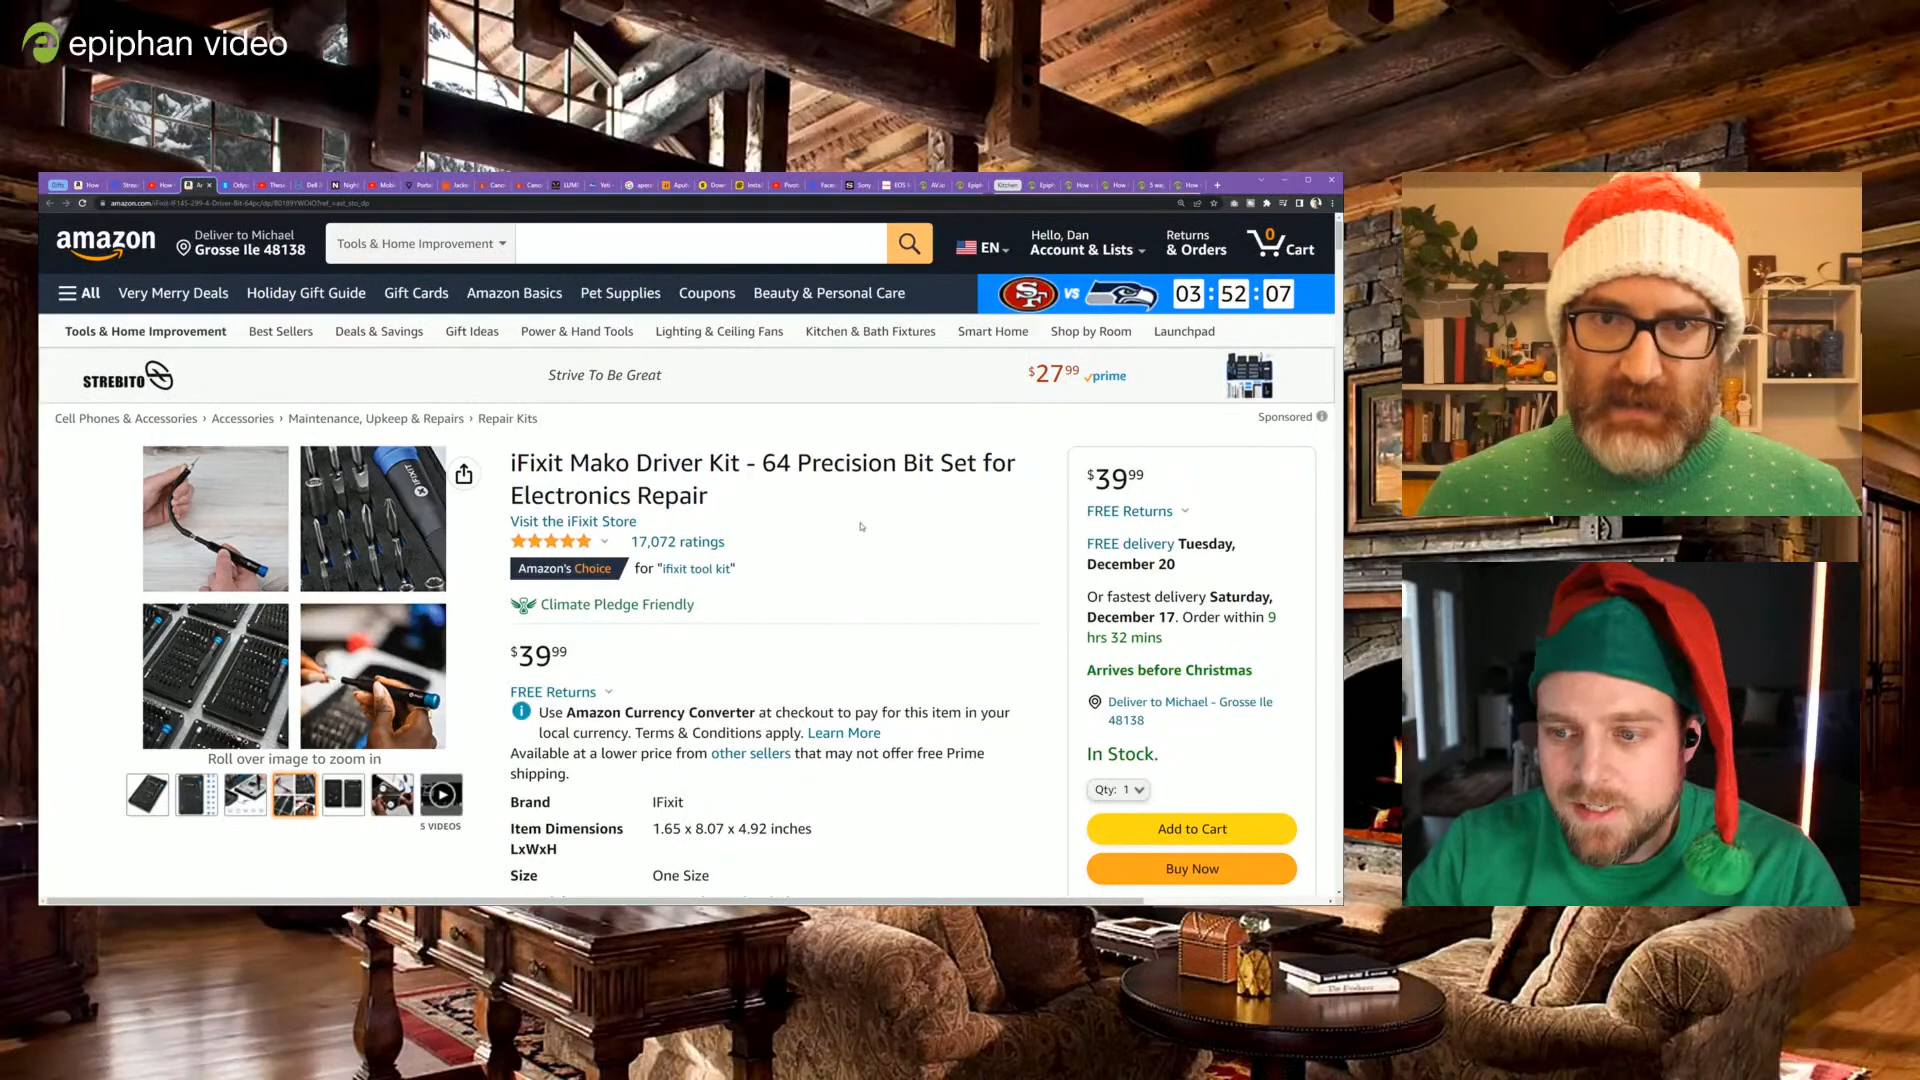 epiphan video
Gifts
amazon
Deliver to Michael
Grosse Ile 48138
Tools & Home Improvement
EN
Hello, Dan
Account & Lists
Returns
& Orders
0
Cart
All
Very Merry Deals
Holiday Gift Guide
Gift Cards
Amazon Basics
Pet Supplies
Coupons
Beauty & Personal Care
SF
VS
03 : 52 : 07
Tools & Home Improvement
Best Sellers
Deals & Savings
Gift Ideas
Power & Hand Tools
Lighting & Ceiling Fans
Kitchen & Bath Fixtures
Smart Home
Shop by Room
Launchpad
STREBITO
Strive To Be Great
$27 99 prime
Cell Phones & Accessories › Accessories › Maintenance, Upkeep & Repairs › Repair Kits
Sponsored
iFixit Mako Driver Kit - 64 Precision Bit Set for
Electronics Repair
Visit the iFixit Store
17,072 ratings
Amazon's Choice for "ifixit tool kit"
Climate Pledge Friendly
$39 99
FREE Returns
Use Amazon Currency Converter at checkout to pay for this item in your
local currency. Terms & Conditions apply. Learn More
Available at a lower price from other sellers that may not offer free Prime
shipping.
Brand IFixit
Item Dimensions 1.65 x 8.07 x 4.92 inches
LxWxH
Size One Size
Roll over image to zoom in
5 VIDEOS
$39 99
FREE Returns
FREE delivery Tuesday,
December 20
Or fastest delivery Saturday,
December 17. Order within 9
hrs 32 mins
Arrives before Christmas
Deliver to Michael - Grosse Ile
48138
In Stock.
Qty: 1
Add to Cart
Buy Now